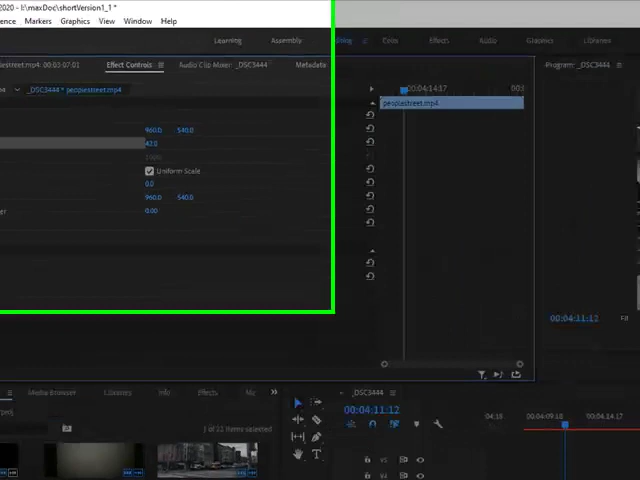 2020 - I:\maxDoc\shortVersion1_1 *
ence Markers Graphics View Window Help
Learning Assembly Color Effects Audio Graphics Libraries
lestreet.mp4: 00:03:07:01 Effect Controls Audio Clip Mixer: _DSC3444 Metadata Program: _DSC3444
_DSC3444 * peoplestreet.mp4 00:04:14:17
peoplestreet.mp4
960.0 540.0
43.0
Uniform Scale
0.0
960.0 540.0
0.00
00:04:11:12
Media Browser Libraries Info Effects _DSC3444
00:04:11:12
00:04:09:18 00:04:14:17
1 of 22 items selected
V5
V4